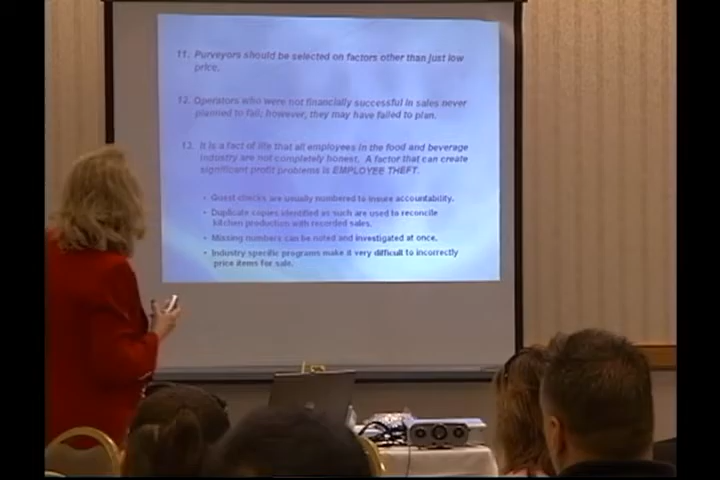 11. Purveyors should be selected on factors other than just low
price.
12. Operators who were not financially successful in sales never
planned to fail; however, they may have failed to plan.
13. It is a fact of life that all employees in the food and beverage
industry are not completely honest. A factor that can create
significant profit problems is EMPLOYEE THEFT.
• Guest checks are usually numbered to insure accountability.
• Duplicate copies identified as such are used to reconcile
kitchen production with recorded sales.
• Missing numbers can be noted and investigated at once.
• Industry specific programs make it very difficult to incorrectly
price items for sale.